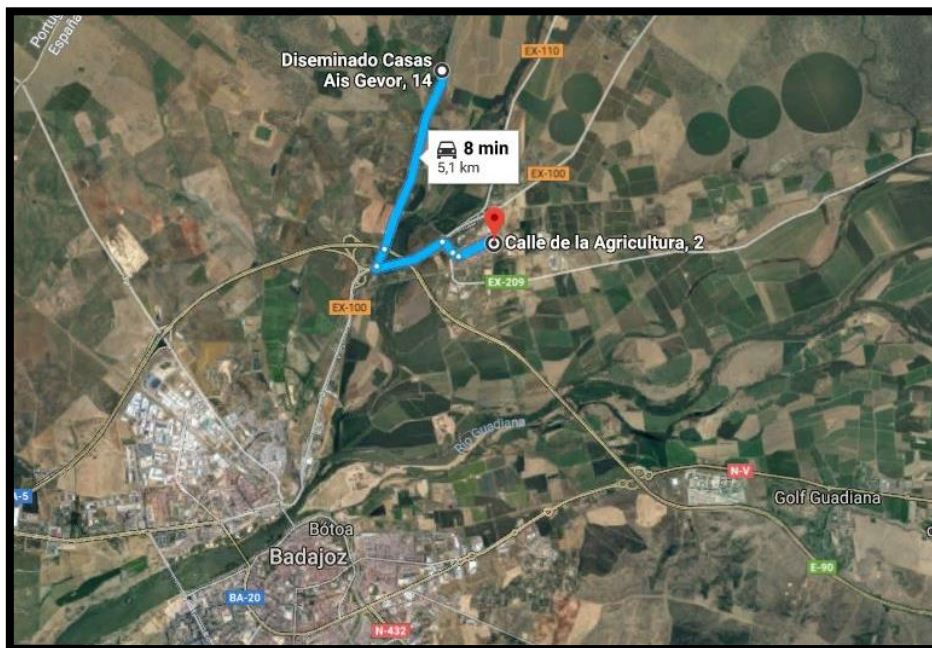 Portugal
España
Diseminado Casas
Ais Gevor, 14
EX-110
8 min
5,1 km
EX-100
Calle de la Agricultura, 2
EX-209
EX-100
Río Guadiana
N-V
A-5
Golf Guadiana
Bótoa
Badajoz
E-90
BA-20
N-432